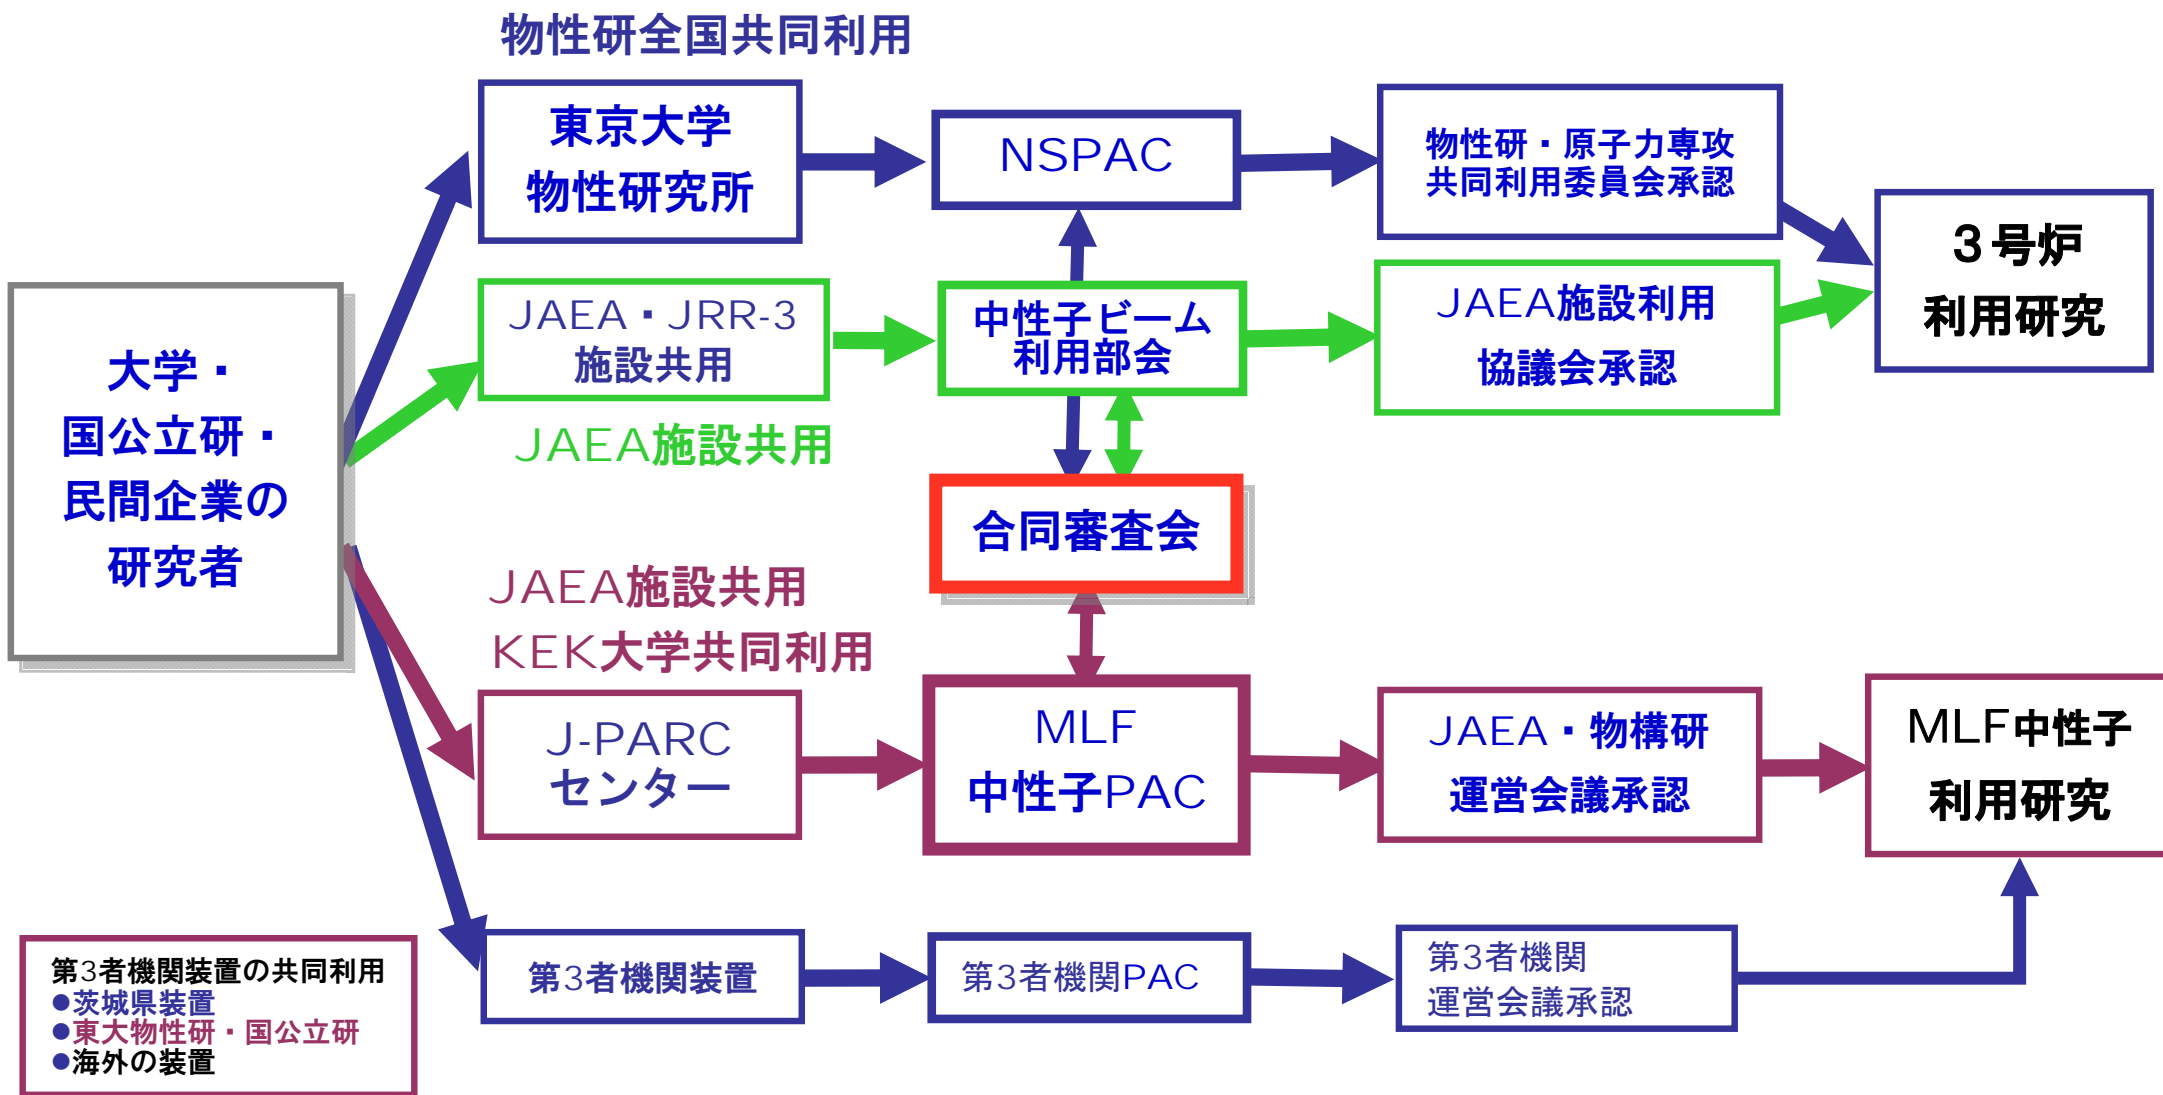 物性研全国共同利用
東京大学
物性研究所
NSPAC
物性研・原子力専攻
共同利用委員会承認
３号炉
利用研究
JAEA・JRR-3
施設共用
中性子ビーム
利用部会
JAEA施設利用
協議会承認
JAEA施設共用
大学・
国公立研・
民間企業の
研究者
合同審査会
JAEA施設共用
KEK大学共同利用
J-PARC
センター
MLF
中性子PAC
JAEA・物構研
運営会議承認
MLF中性子
利用研究
第3者機関装置
第3者機関PAC
第3者機関
運営会議承認
第3者機関装置の共同利用
●茨城県装置
●東大物性研・国公立研
●海外の装置